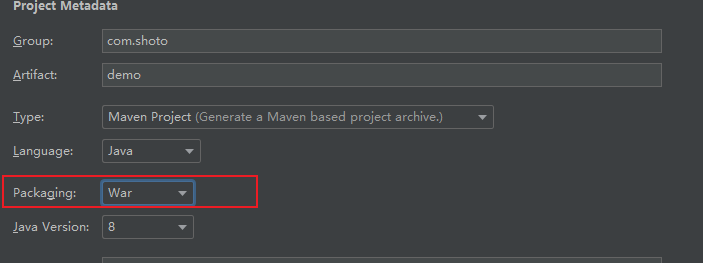 Project Metadata
Group: com.shoto
Artifact: demo
Type: Maven Project (Generate a Maven based project archive.)
Language: Java
Packaging: War
Java Version: 8